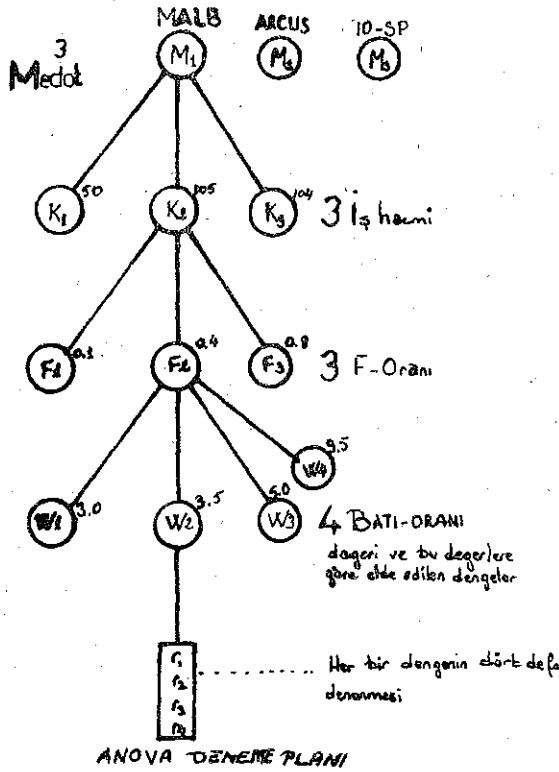 MALB ARCUS 10-SP
3
Medot
M1 M2 M3
50 105 104
K1 K2 K3 3 İş hacmi
0.4 0.8
F2 F3 3 F-Oranı
9.5
W4
3.0 3.5 5.0
W1 W2 W3 4 BATI-ORANI
degeri ve bu degerlere
göre elde edilen dengeler
r1
r2
r3
r4
Her bir dengenin dört defa
denenmesi
ANOVA DENEME PLANI